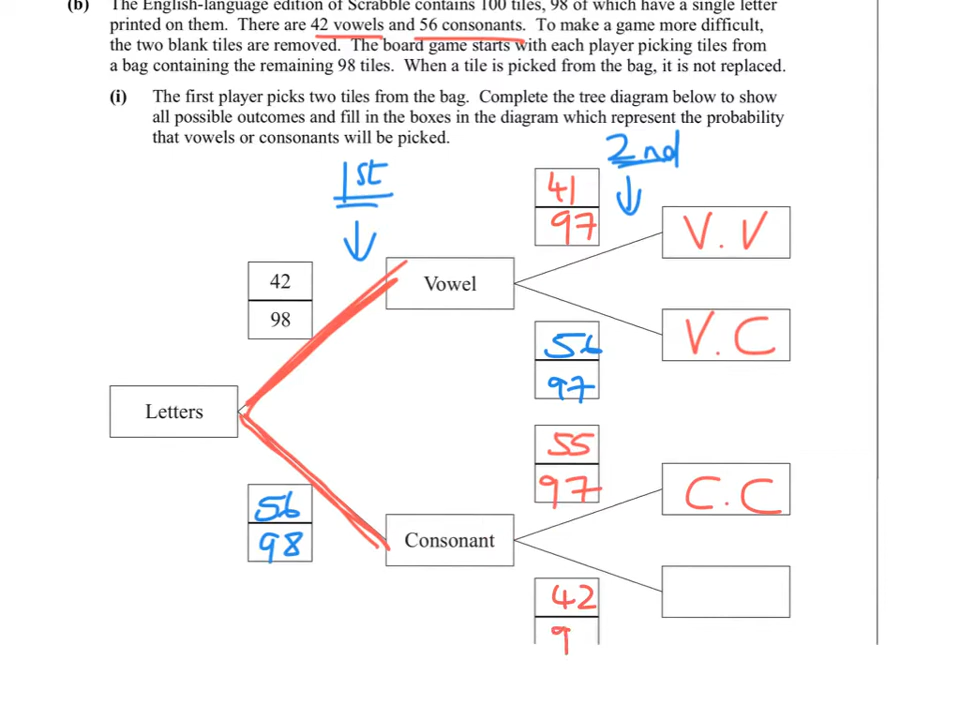 (b) The English-language edition of Scrabble contains 100 tiles, 98 of which have a single letter
printed on them. There are 42 vowels and 56 consonants. To make a game more difficult,
the two blank tiles are removed. The board game starts with each player picking tiles from
a bag containing the remaining 98 tiles. When a tile is picked from the bag, it is not replaced.
(i) The first player picks two tiles from the bag. Complete the tree diagram below to show
all possible outcomes and fill in the boxes in the diagram which represent the probability
that vowels or consonants will be picked.
1st
2nd
41
97
V.V
42
98
Vowel
56
97
V.C
Letters
55
97
C.C
56
98
Consonant
42
9